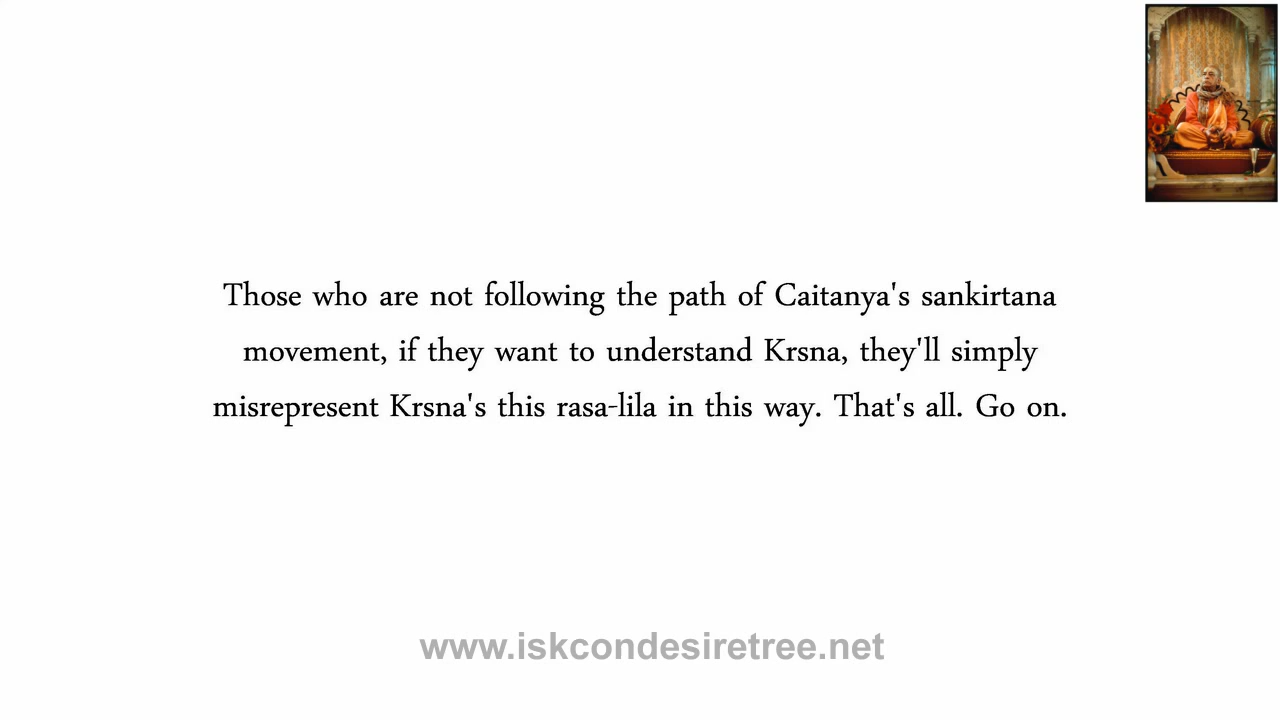 Those who are not following the path of Caitanya's sankirtana
movement, if they want to understand Krsna, they'll simply
misrepresent Krsna's this rasa-lila in this way. That's all. Go on.
www.iskcondesiretree.net